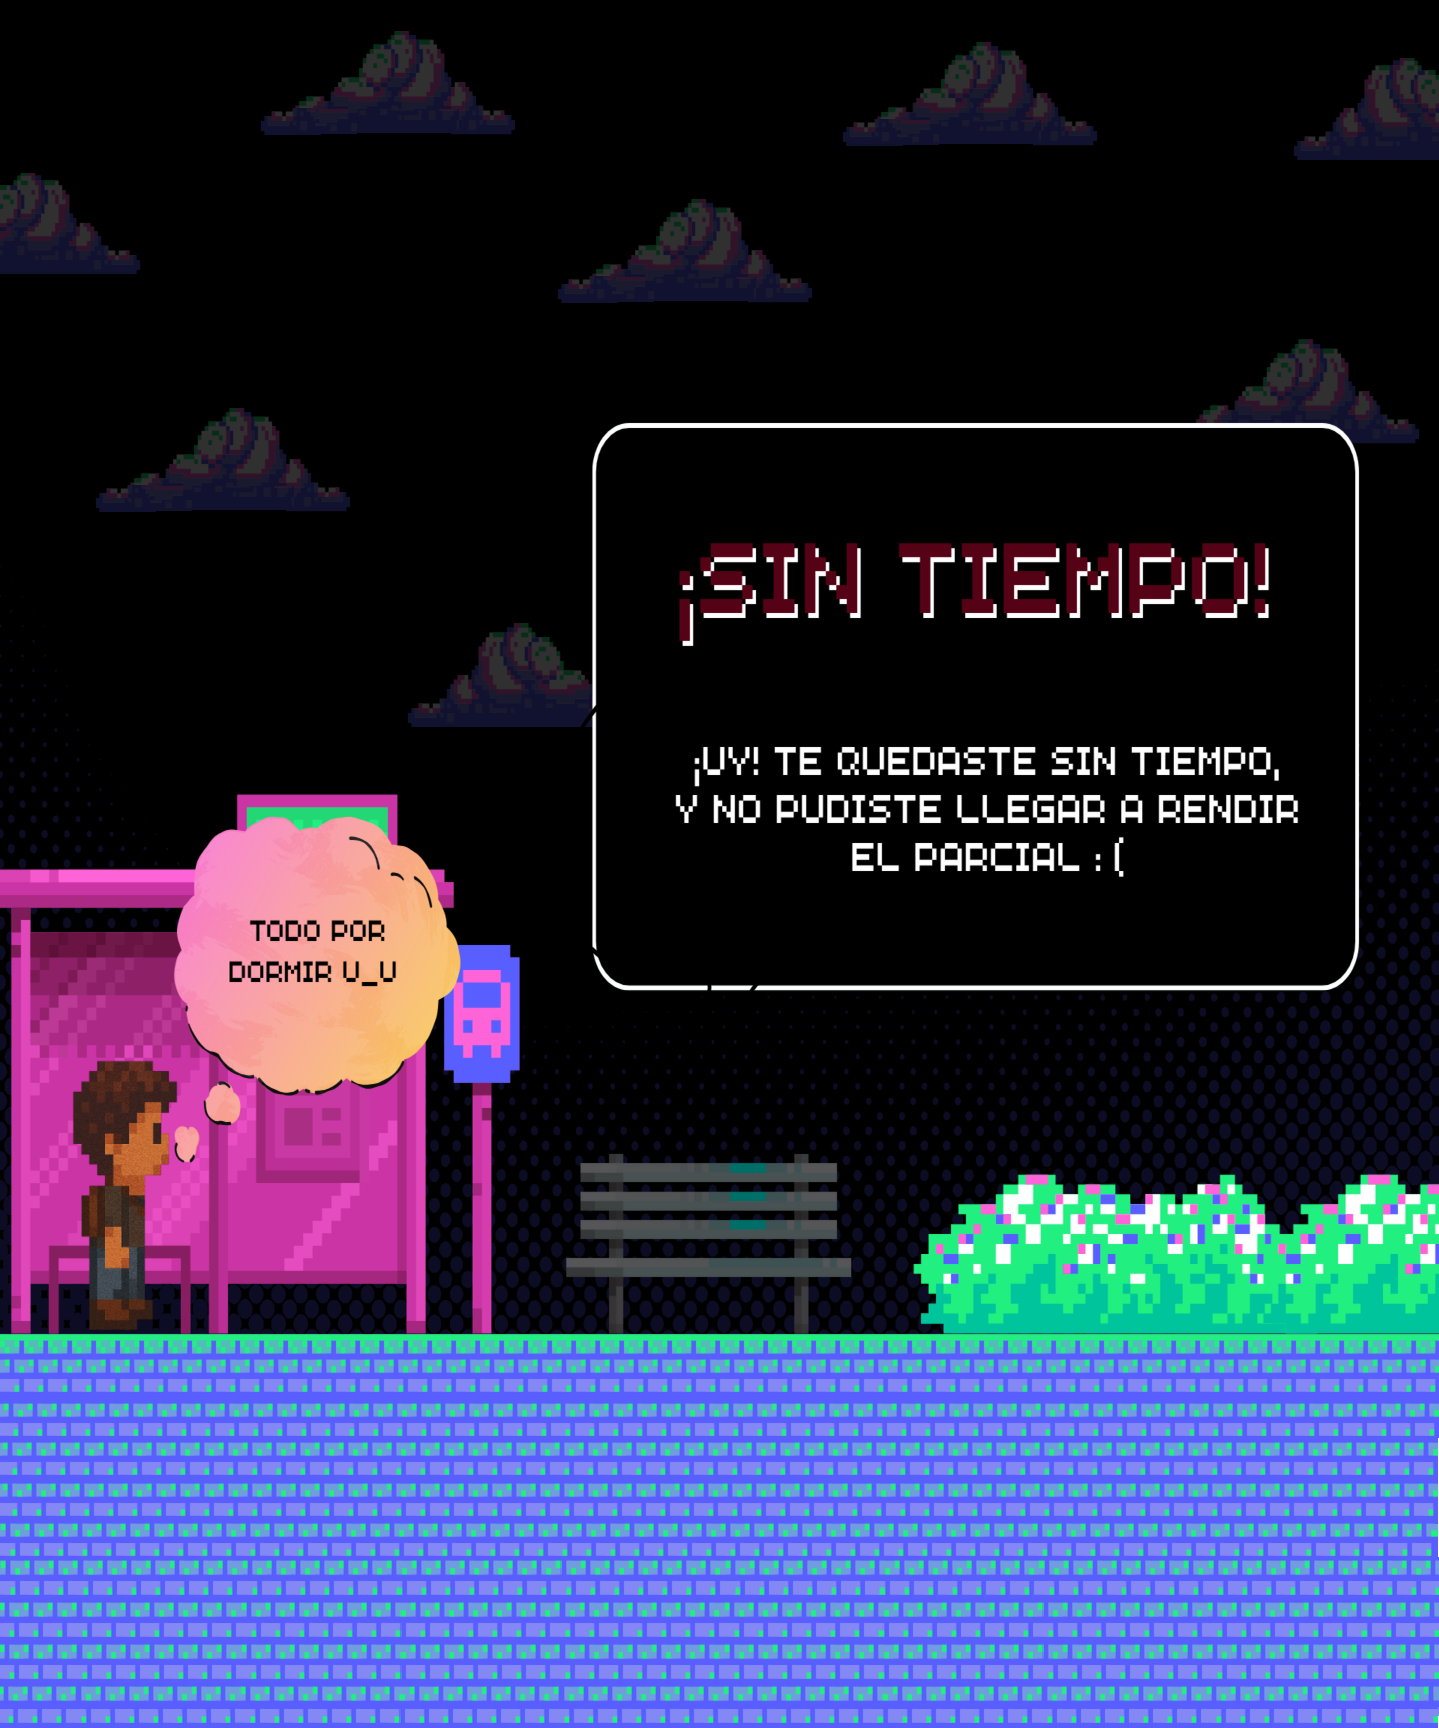 ¡SIN TIEMPO!
¡UY! TE QUEDASTE SIN TIEMPO,
Y NO PUDISTE LLEGAR A RENDIR
EL PARCIAL :(
TODO POR
DORMIR U_U